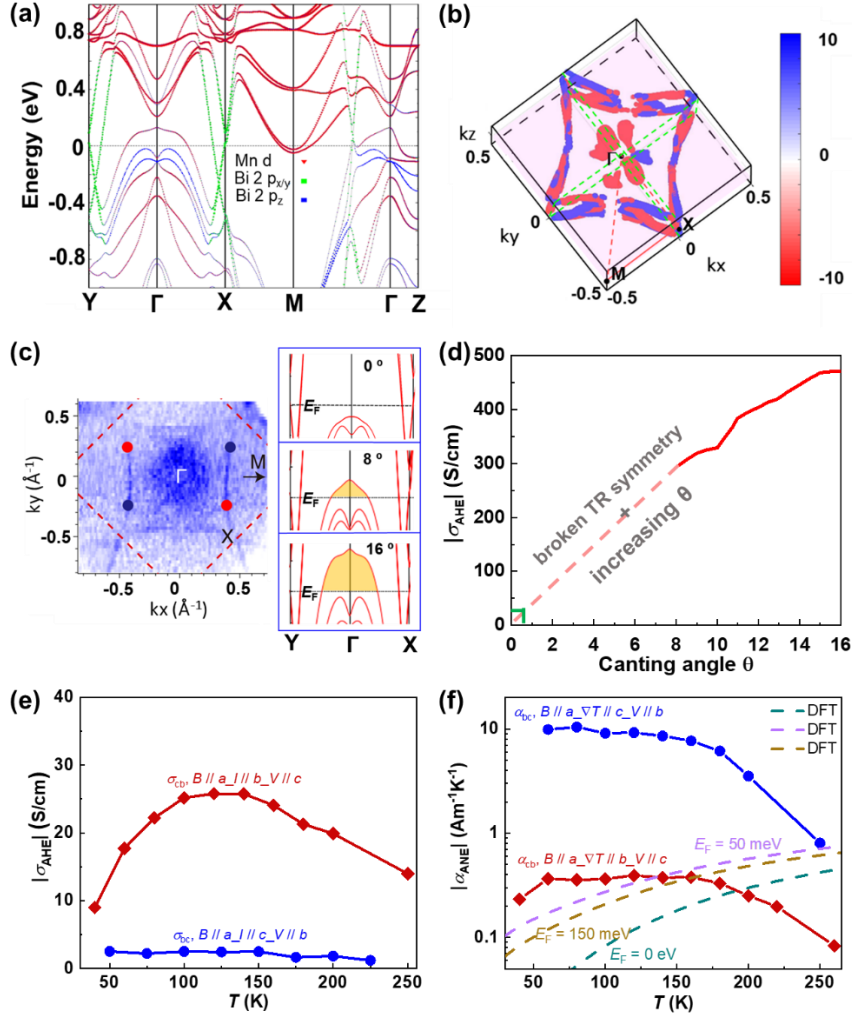 (a)
0.8
0.4
0
-0.4
-0.8
Energy (eV)
Mn d
Bi 2 px/y
Bi 2 pz
Y Γ X M Γ Z
(b)
kz
0.5
Γ
0
ky
X
0
kx
0.5
M
-0.5
-0.5
10
0
-10
(c)
0.5
0
-0.5
ky (Å⁻¹)
Γ
M
X
-0.5 0 0.5
kx (Å⁻¹)
0 º
EF
8 º
EF
16 º
EF
Y Γ X
(d)
500
400
300
200
100
0
|σAHE| (S/cm)
broken TR symmetry
+
increasing θ
0 2 4 6 8 10 12 14 16
Canting angle θ
(e)
40
30
20
10
0
|σAHE| (S/cm)
σcb, B // a_I // b_V // c
σbc, B // a_I // c_V // b
50 100 150 200 250
T (K)
(f)
10
1
0.1
|αANE| (Am⁻¹K⁻¹)
αbc, B // a_∇T // c_V // b
DFT
DFT
DFT
EF = 50 meV
αcb, B // a_∇T // b_V // c
EF = 150 meV
EF = 0 eV
50 100 150 200 250
T (K)